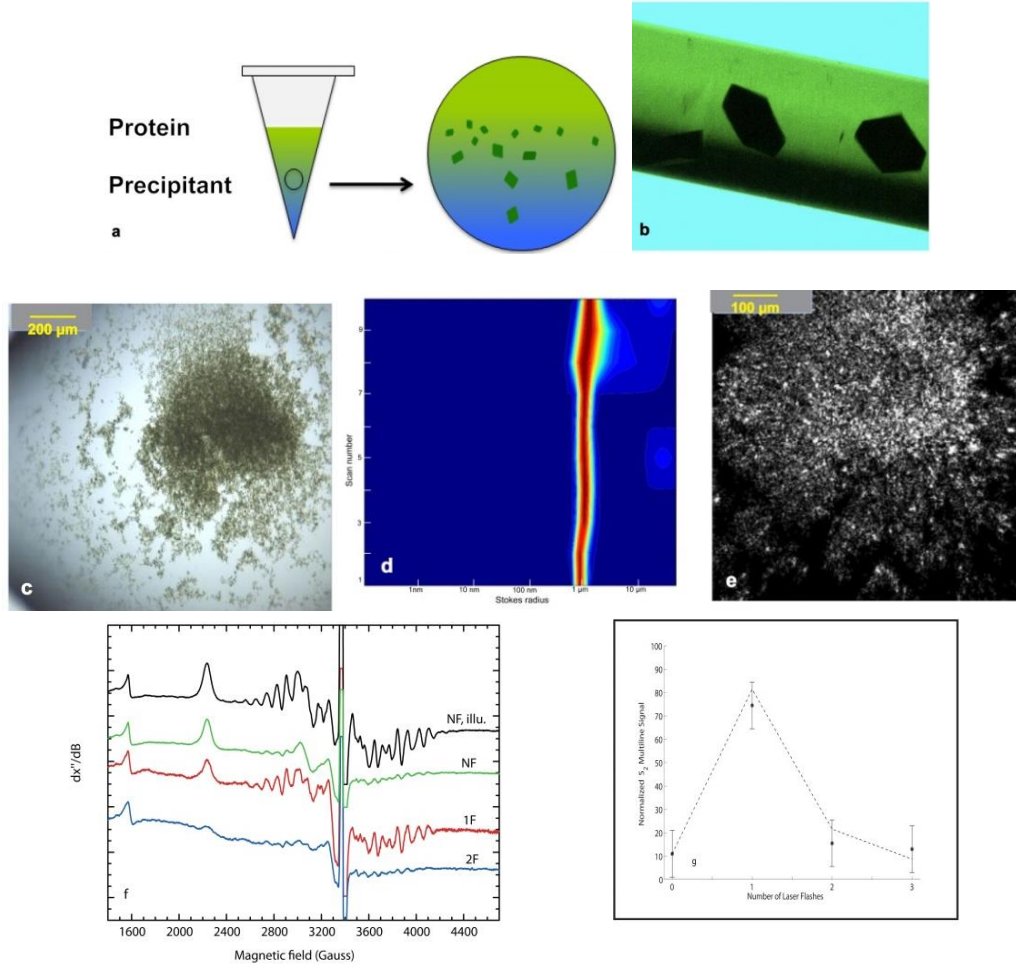 Protein
Precipitant
a
b
200 μm
c
9
7
5
3
1
Scan number
d
1nm
10 nm
100 nm
1 μm
10 μm
Stokes radius
100 μm
e
dx"/dB
NF, illu.
NF
1F
2F
f
1600
2000
2400
2800
3200
3600
4000
4400
Magnetic field (Gauss)
Normalized S2 Multiline Signal
100
90
80
70
60
50
40
30
20
10
0
g
0
1
2
3
Number of Laser Flashes